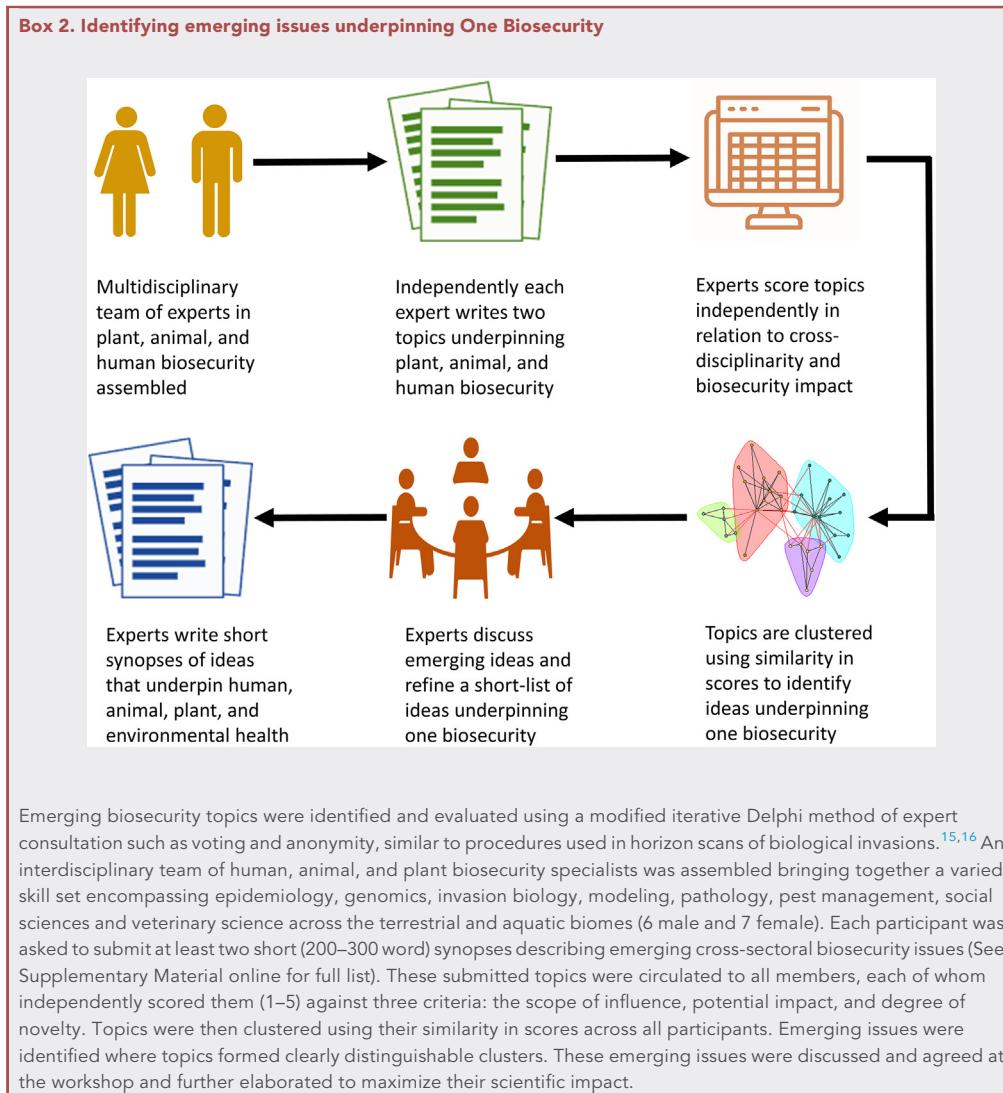 Box 2. Identifying emerging issues underpinning One Biosecurity
Multidisciplinary
team of experts in
plant, animal, and
human biosecurity
assembled
Independently each
expert writes two
topics underpinning
plant, animal, and
human biosecurity
Experts score topics
independently in
relation to cross-
disciplinarity and
biosecurity impact
Experts write short
synopses of ideas
that underpin human,
animal, plant, and
environmental health
Experts discuss
emerging ideas and
refine a short-list of
ideas underpinning
one biosecurity
Topics are clustered
using similarity in
scores to identify
ideas underpinning
one biosecurity
Emerging biosecurity topics were identified and evaluated using a modified iterative Delphi method of expert
consultation such as voting and anonymity, similar to procedures used in horizon scans of biological invasions.15,16 An
interdisciplinary team of human, animal, and plant biosecurity specialists was assembled bringing together a varied
skill set encompassing epidemiology, genomics, invasion biology, modeling, pathology, pest management, social
sciences and veterinary science across the terrestrial and aquatic biomes (6 male and 7 female). Each participant was
asked to submit at least two short (200–300 word) synopses describing emerging cross-sectoral biosecurity issues (See
Supplementary Material online for full list). These submitted topics were circulated to all members, each of whom
independently scored them (1–5) against three criteria: the scope of influence, potential impact, and degree of
novelty. Topics were then clustered using their similarity in scores across all participants. Emerging issues were
identified where topics formed clearly distinguishable clusters. These emerging issues were discussed and agreed at
the workshop and further elaborated to maximize their scientific impact.